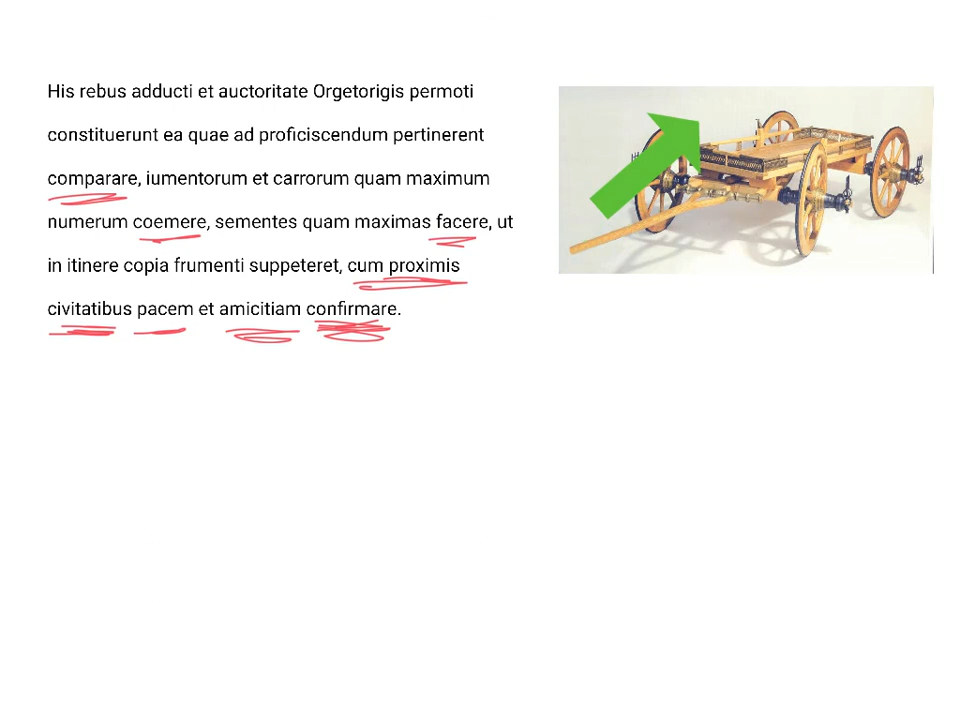 His rebus adducti et auctoritate Orgetorigis permoti
constituerunt ea quae ad proficiscendum pertinerent
comparare, iumentorum et carrorum quam maximum
numerum coemere, sementes quam maximas facere, ut
in itinere copia frumenti suppeteret, cum proximis
civitatibus pacem et amicitiam confirmare.